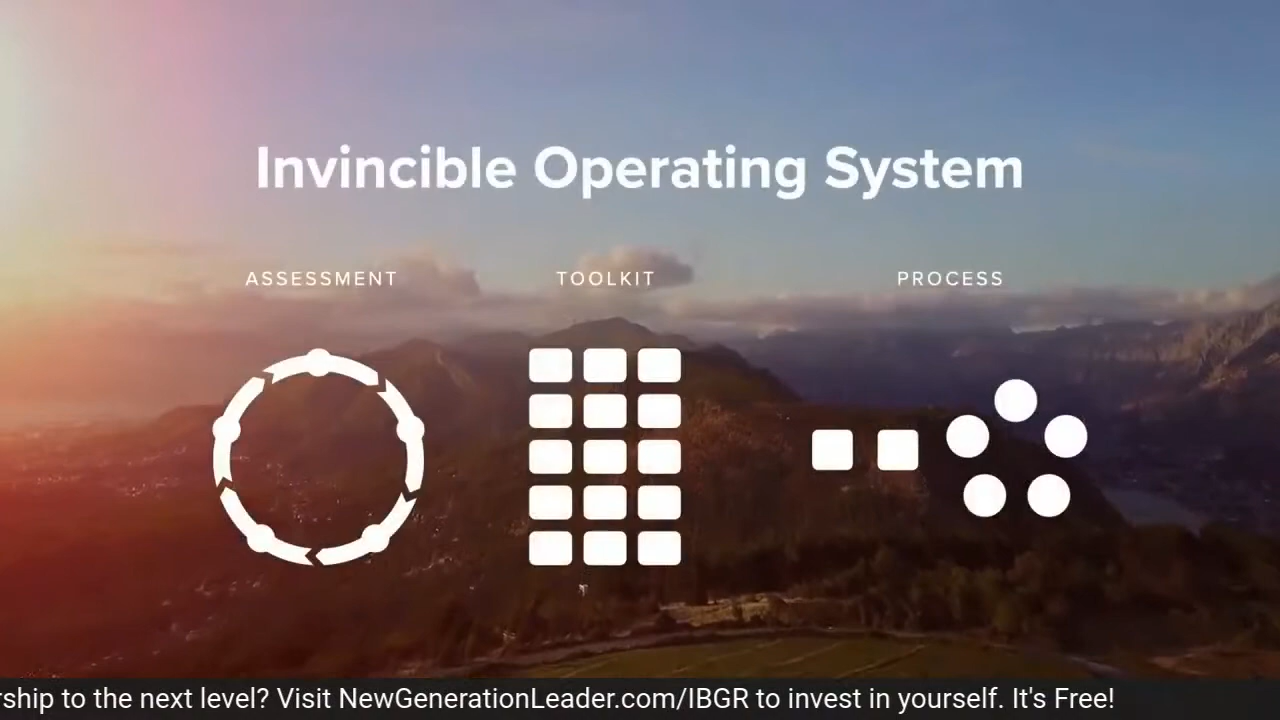 Invincible Operating System
ASSESSMENT
TOOLKIT
PROCESS
to the next level? Visit NewGenerationLeader.com/IBGR to invest in yourself. It's Free!